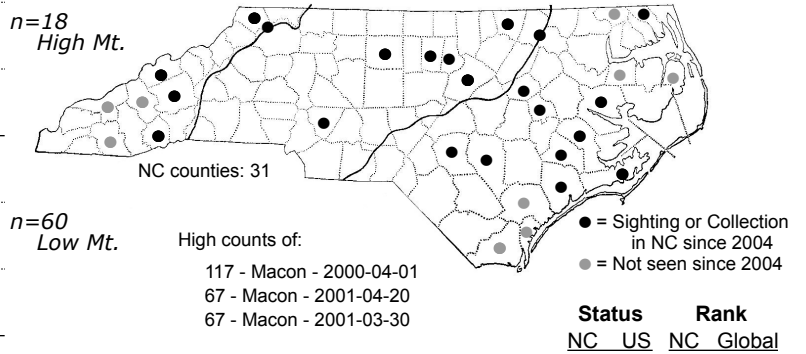 n=18
High Mt.
NC counties: 31
n=60
Low Mt.
High counts of:
117 - Macon - 2000-04-01
67 - Macon - 2001-04-20
67 - Macon - 2001-03-30
● = Sighting or Collection
in NC since 2004
● = Not seen since 2004
Status Rank
NC US NC Global